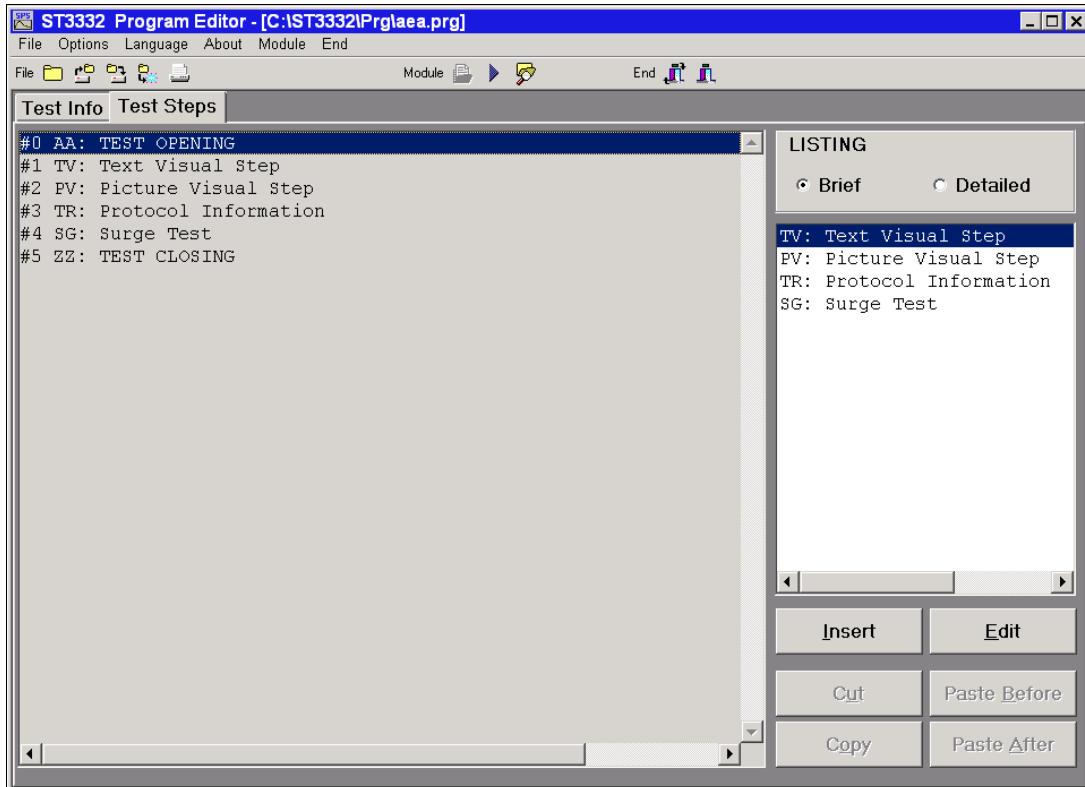 SPS ST3332 Program Editor - [C:\ST3332\Prg\aea.prg]
File Options Language About Module End
File Module End
Test Info Test Steps
#0 AA: TEST OPENING
#1 TV: Text Visual Step
#2 PV: Picture Visual Step
#3 TR: Protocol Information
#4 SG: Surge Test
#5 ZZ: TEST CLOSING
LISTING
Brief Detailed
TV: Text Visual Step
PV: Picture Visual Step
TR: Protocol Information
SG: Surge Test
Insert Edit
Cut Paste Before
Copy Paste After